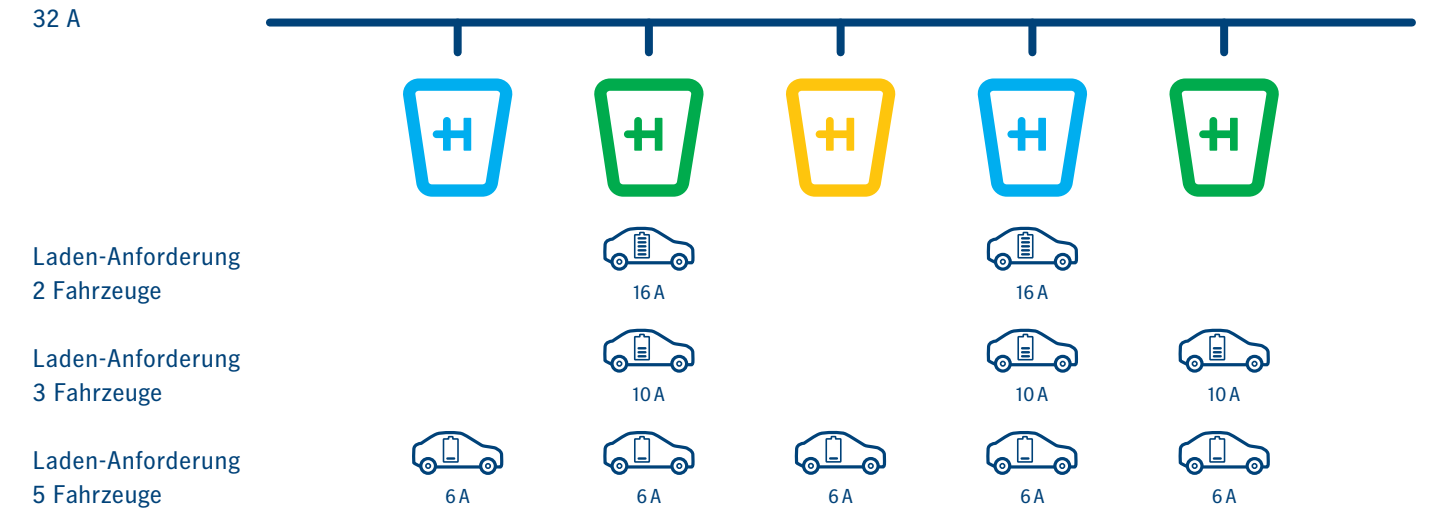 32 A
Laden-Anforderung
2 Fahrzeuge
16 A
16 A
Laden-Anforderung
3 Fahrzeuge
10 A
10 A
10 A
Laden-Anforderung
5 Fahrzeuge
6 A
6 A
6 A
6 A
6 A